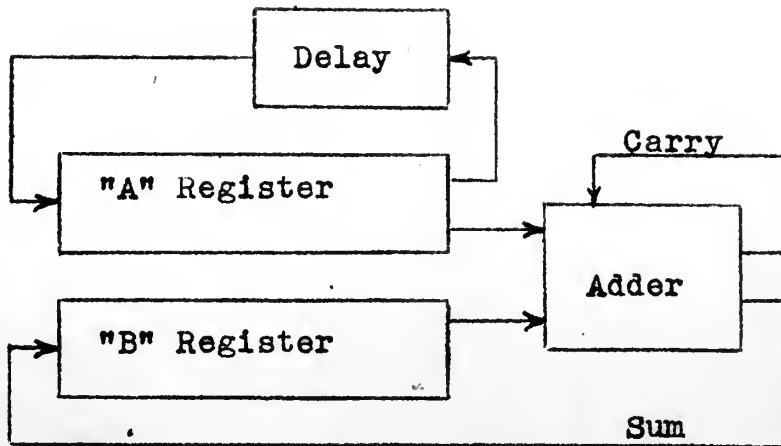 Delay
Carry
"A" Register
Adder
"B" Register
Sum